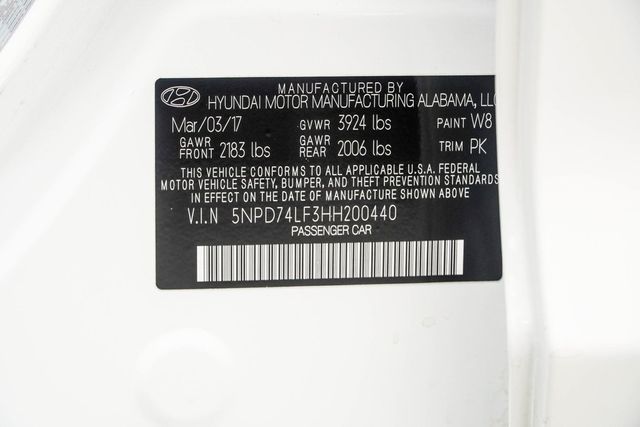 MANUFACTURED BY
HYUNDAI MOTOR MANUFACTURING ALABAMA, LLC
Mar/03/17 GVWR 3924 lbs PAINT W8
GAWR FRONT 2183 lbs GAWR REAR 2006 lbs TRIM PK
THIS VEHICLE CONFORMS TO ALL APPLICABLE U.S.A. FEDERAL
MOTOR VEHICLE SAFETY, BUMPER, AND THEFT PREVENTION STANDARDS
IN EFFECT ON THE DATE OF MANUFACTURE SHOWN ABOVE.
V.I.N 5NPD74LF3HH200440
PASSENGER CAR